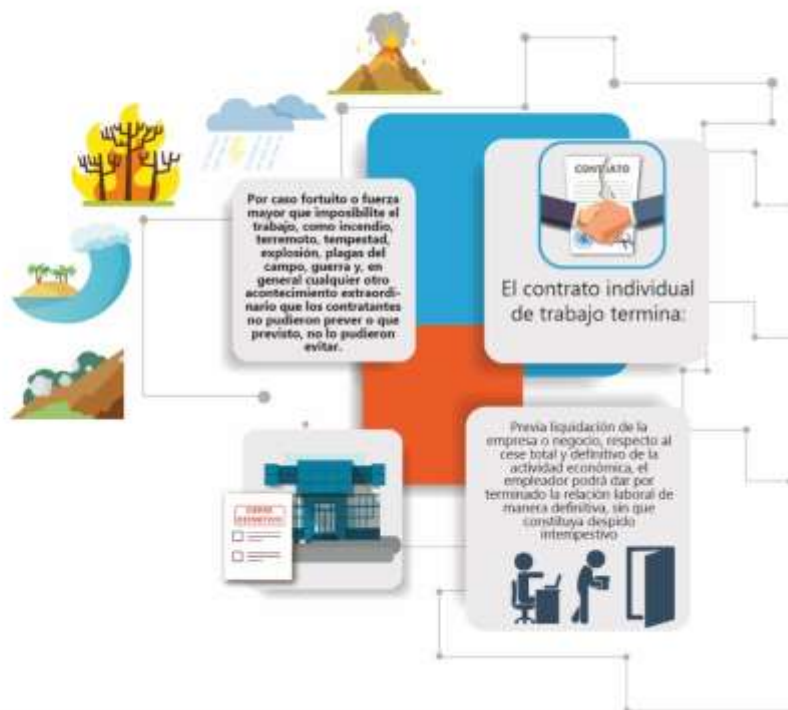 CONTRATO
El contrato individual
de trabajo termina:
Por caso fortuito o fuerza
mayor que imposibilite el
trabajo, como incendio,
terremoto, tempestad,
explosión, plagas del
campo, guerra y, en
general cualquier otro
acontecimiento extraordi-
nario que los contratantes
no pudieron prever o que
previsto, no lo pudieron
evitar.
Previa liquidación de la
empresa o negocio, respecto al
cese total y definitivo de la
actividad económica, el
empleador podrá dar por
terminado la relación laboral de
manera definitiva, sin que
constituya despido
intempestivo
CIERRE
DEFINITIVO